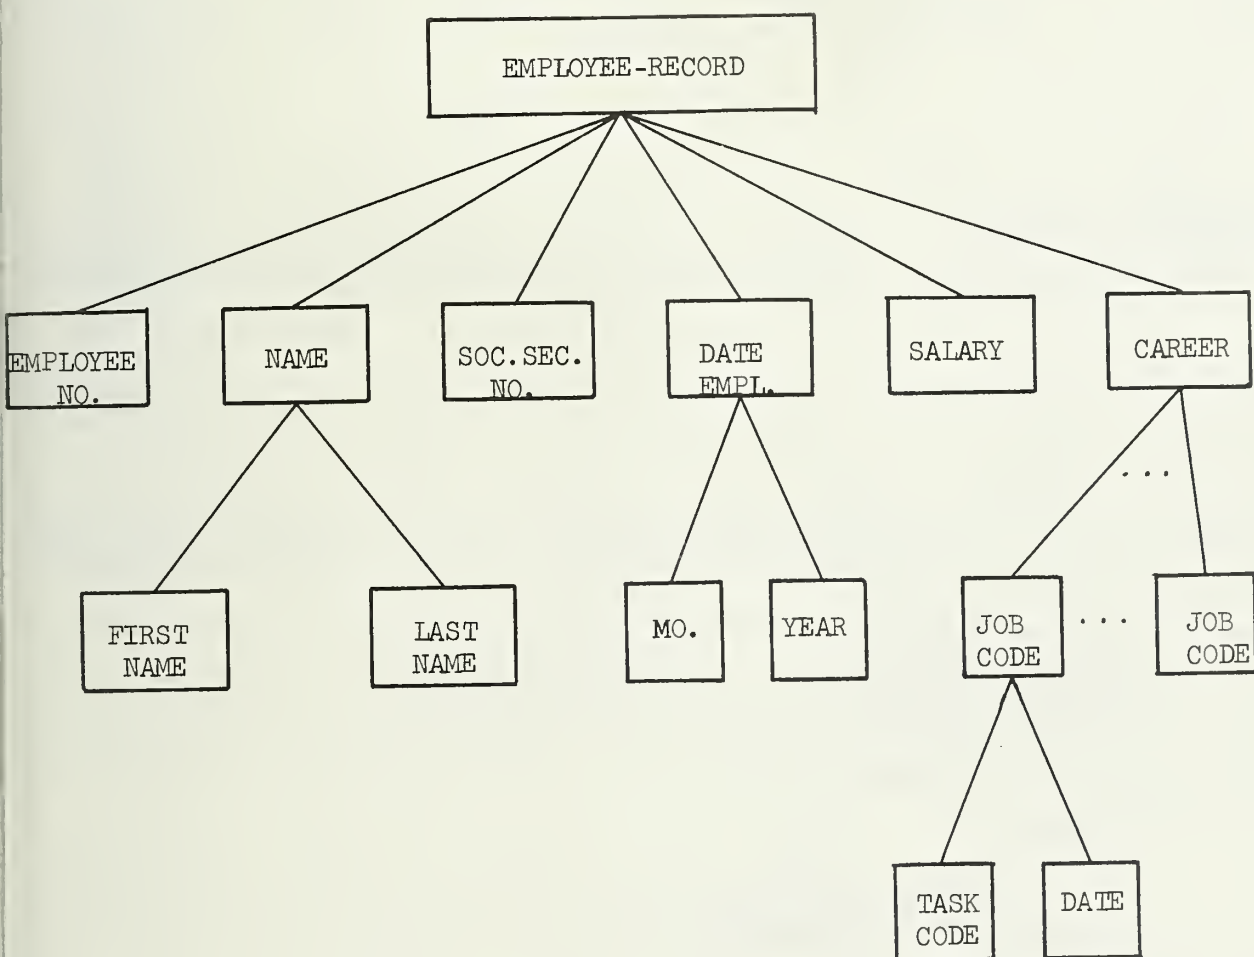 EMPLOYEE-RECORD
EMPLOYEE
NO.
NAME
SOC.SEC.
NO.
DATE
EMPL.
SALARY
CAREER
...
FIRST
NAME
LAST
NAME
MO.
YEAR
JOB
CODE
...
JOB
CODE
TASK
CODE
DATE